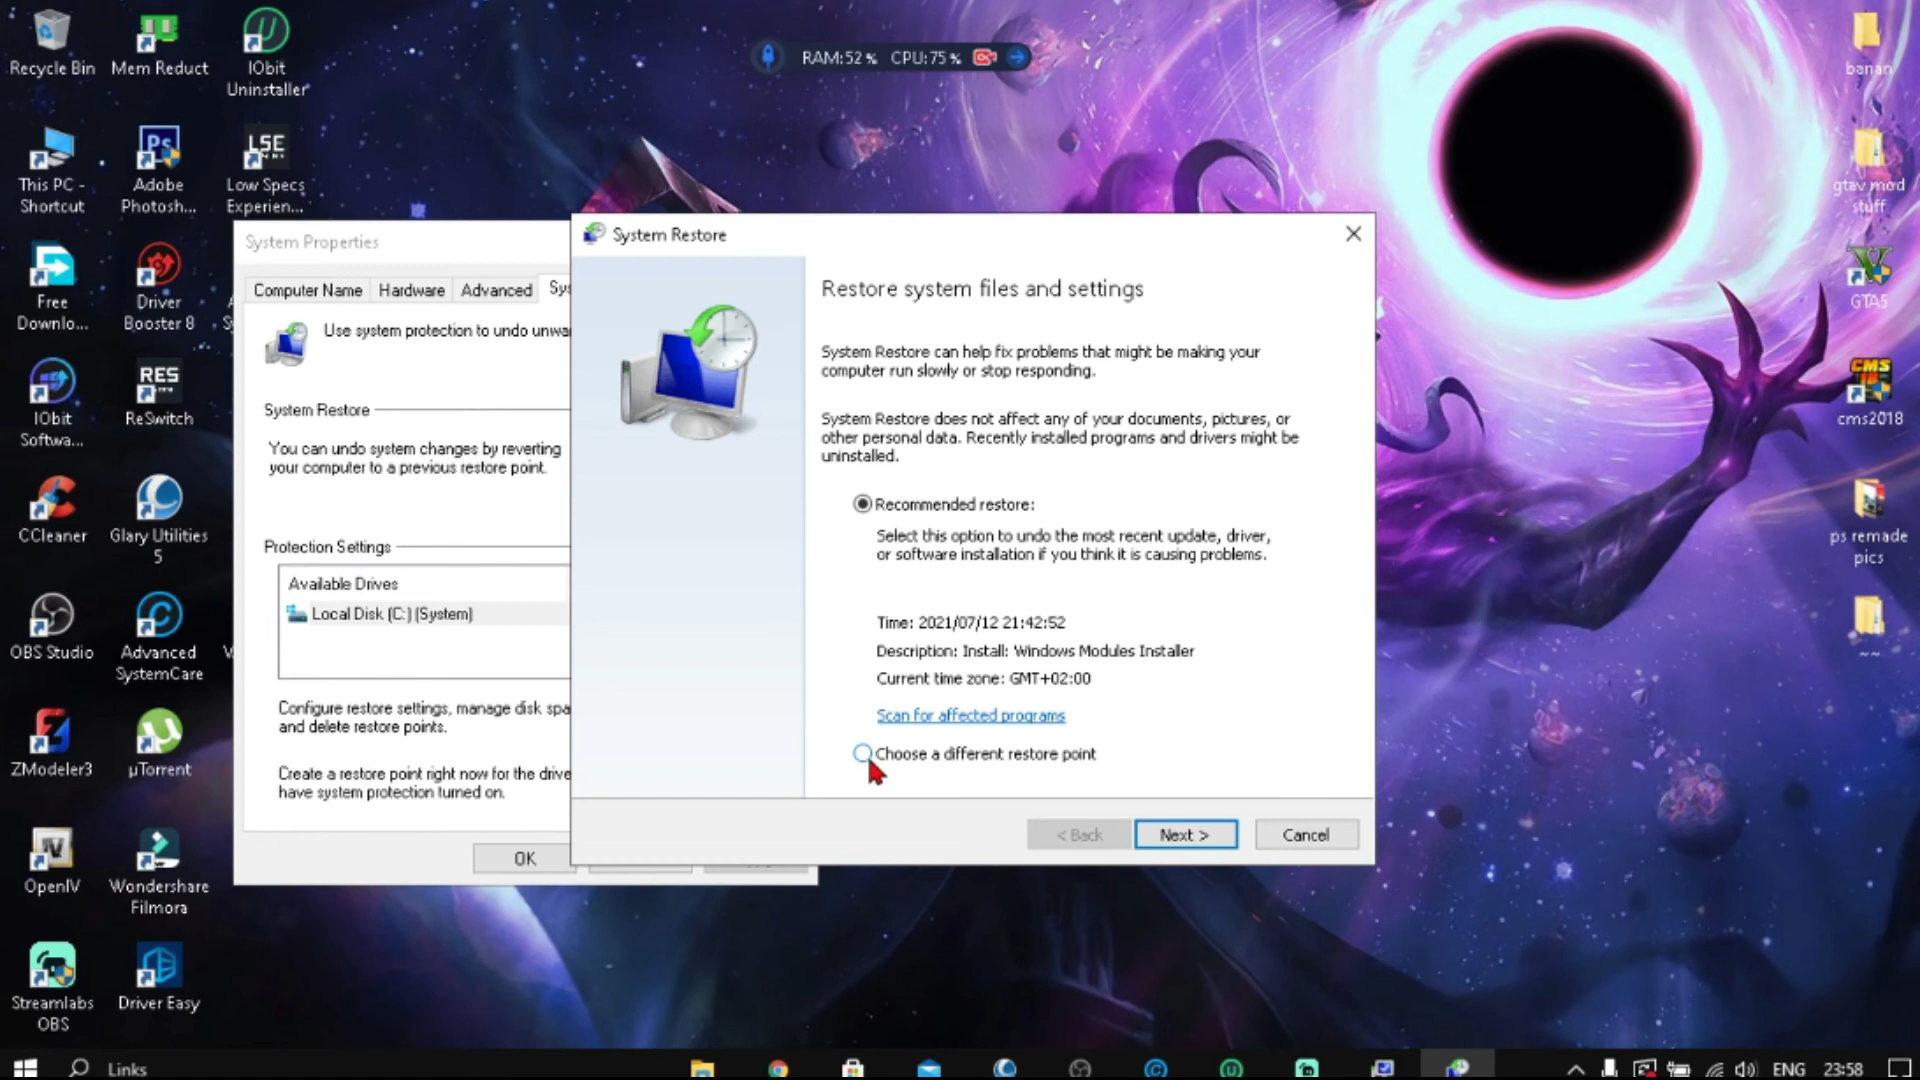 Recycle Bin
Mem Reduct
IObit
Uninstaller
RAM:52% CPU:75%
banan
This PC -
Shortcut
Adobe
Photosh...
LSE
Low Specs
Experien...
gtav mod
stuff
Free
Downlo...
Driver
Booster 8
GTA5
IObit
Softwa...
RES
ReSwitch
cms2018
CCleaner
Glary Utilities
5
ps remade
pics
OBS Studio
Advanced
SystemCare
~~
ZModeler3
µTorrent
OpenIV
Wondershare
Filmora
Streamlabs
OBS
Driver Easy
System Properties
Computer Name
Hardware
Advanced
Use system protection to undo
System Restore
You can undo system changes by reverting
your computer to a previous restore point.
Protection Settings
Available Drives
Local Disk (C:) (System)
Configure restore settings, manage disk
and delete restore points.
Create a restore point right now for the
have system protection turned on.
OK
System Restore
Restore system files and settings
System Restore can help fix problems that might be making your
computer run slowly or stop responding.
System Restore does not affect any of your documents, pictures, or
other personal data. Recently installed programs and drivers might be
uninstalled.
Recommended restore:
Select this option to undo the most recent update, driver,
or software installation if you think it is causing problems.
Time: 2021/07/12 21:42:52
Description: Install: Windows Modules Installer
Current time zone: GMT+02:00
Scan for affected programs
Choose a different restore point
< Back
Next >
Cancel
Links
ENG
23:58